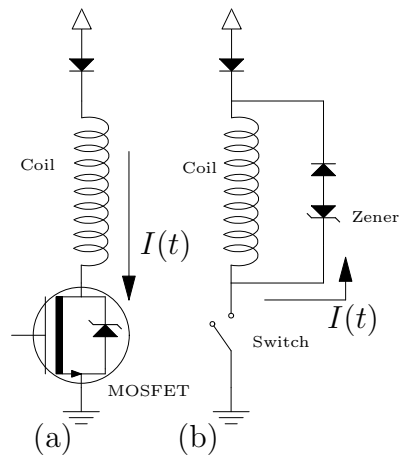 Coil
I(t)
MOSFET
(a)
Coil
Zener
I(t)
Switch
(b)